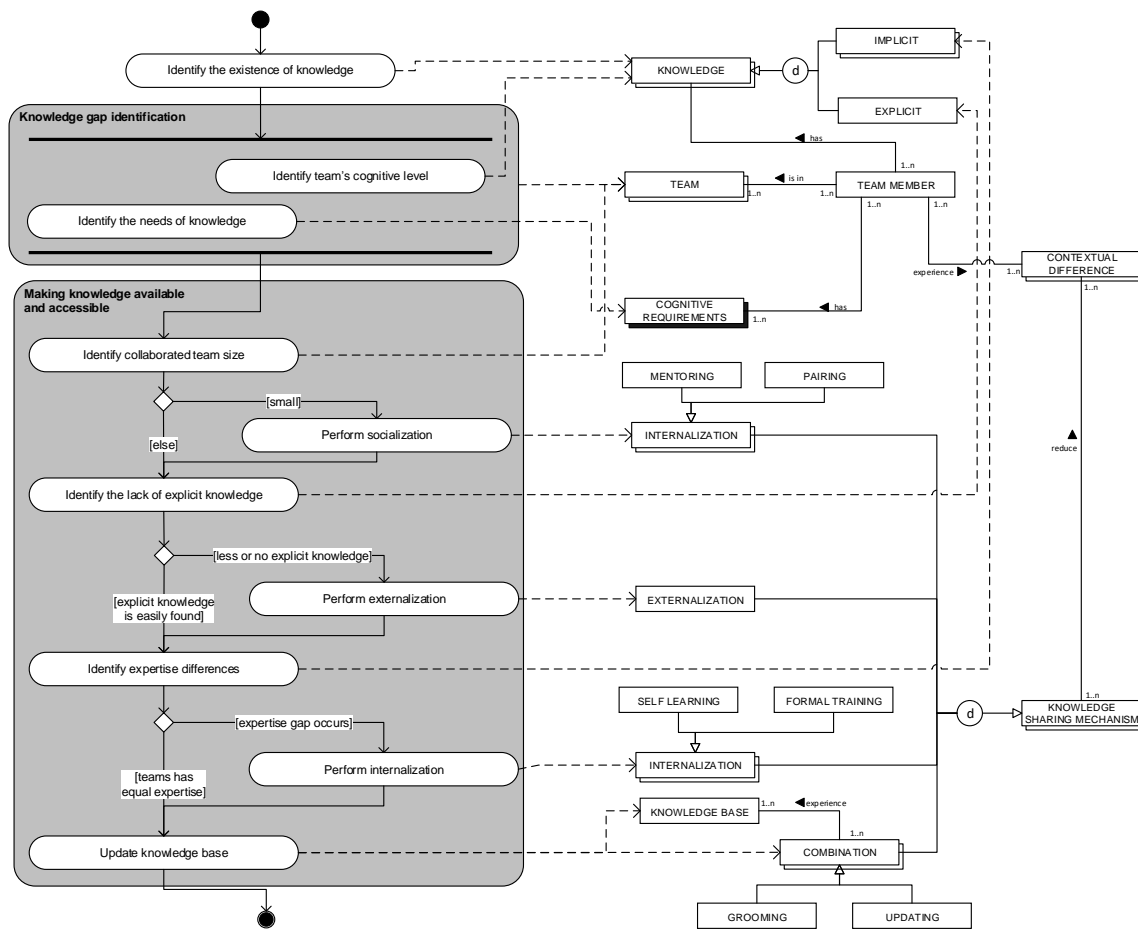 Identify the existence of knowledge
Knowledge gap identification
Identify team's cognitive level
Identify the needs of knowledge
Making knowledge available
and accessible
Identify collaborated team size
[small]
[else]
Perform socialization
Identify the lack of explicit knowledge
[less or no explicit knowledge]
[explicit knowledge
is easily found]
Perform externalization
Identify expertise differences
[expertise gap occurs]
[teams has
equal expertise]
Perform internalization
Update knowledge base
KNOWLEDGE
d
IMPLICIT
EXPLICIT
has
1..n
TEAM
1..n
is in
1..n
TEAM MEMBER
1..n
1..n
experience
1..n
CONTEXTUAL
DIFFERENCE
1..n
COGNITIVE
REQUIREMENTS
1..n
has
MENTORING
PAIRING
INTERNALIZATION
reduce
EXTERNALIZATION
SELF LEARNING
FORMAL TRAINING
INTERNALIZATION
d
1..n
KNOWLEDGE
SHARING MECHANISM
KNOWLEDGE BASE
1..n
experience
1..n
COMBINATION
GROOMING
UPDATING